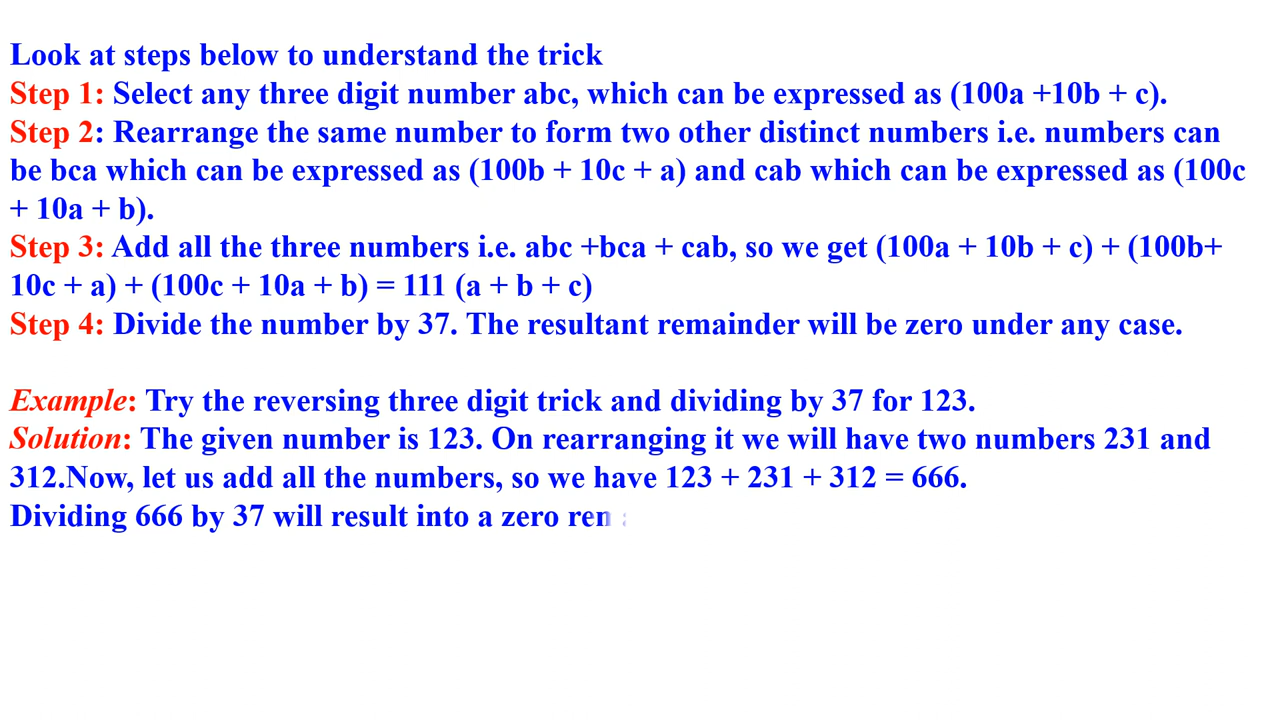 Look at steps below to understand the trick
Step 1: Select any three digit number abc, which can be expressed as (100a +10b + c).
Step 2: Rearrange the same number to form two other distinct numbers i.e. numbers can
be bca which can be expressed as (100b + 10c + a) and cab which can be expressed as (100c
+ 10a + b).
Step 3: Add all the three numbers i.e. abc +bca + cab, so we get (100a + 10b + c) + (100b+
10c + a) + (100c + 10a + b) = 111 (a + b + c)
Step 4: Divide the number by 37. The resultant remainder will be zero under any case.
Example: Try the reversing three digit trick and dividing by 37 for 123.
Solution: The given number is 123. On rearranging it we will have two numbers 231 and
312.Now, let us add all the numbers, so we have 123 + 231 + 312 = 666.
Dividing 666 by 37 will result into a zero